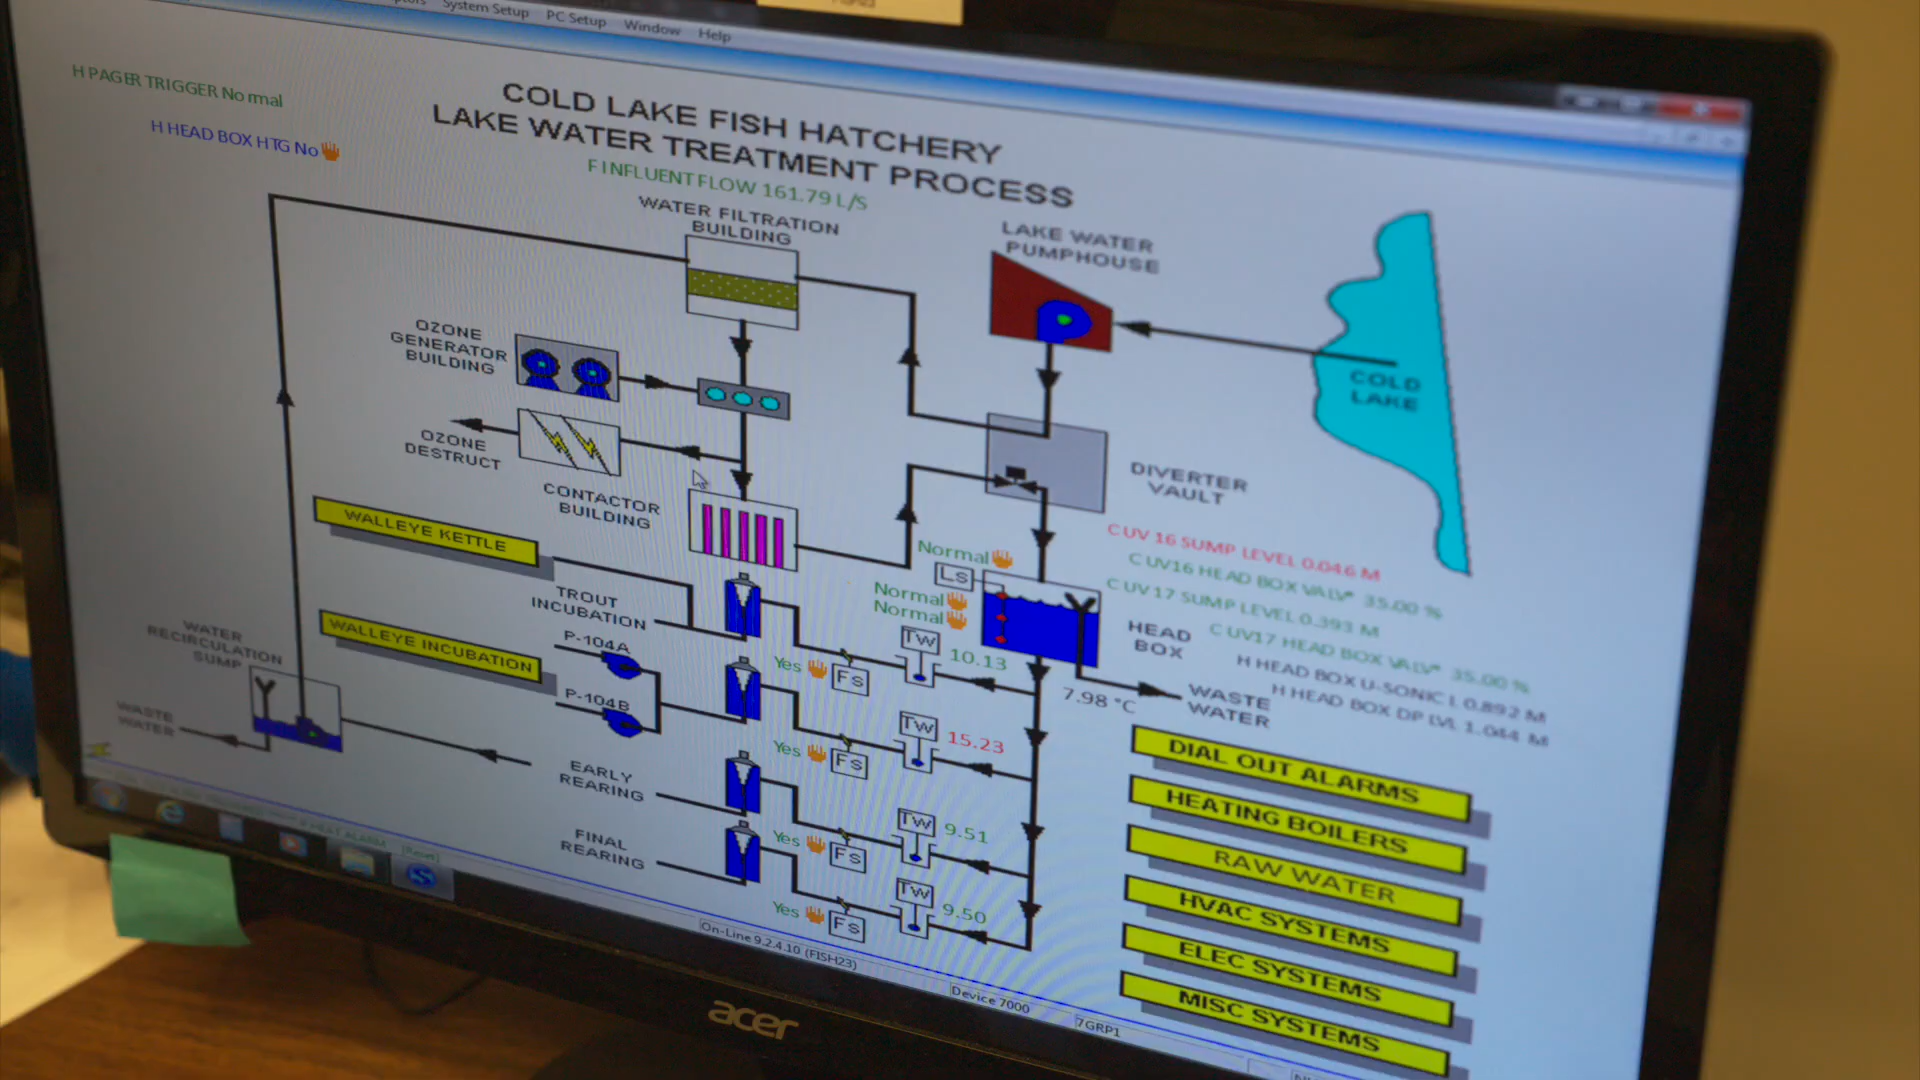 System Setup
PC Setup
Window
Help
H PAGER TRIGGER Normal
H HEAD BOX HTG No
COLD LAKE FISH HATCHERY
LAKE WATER TREATMENT PROCESS
F INFLUENT FLOW 161.79 L/S
WATER FILTRATION
BUILDING
LAKE WATER
PUMPHOUSE
COLD
LAKE
OZONE
GENERATOR
BUILDING
OZONE
DESTRUCT
CONTACTOR
BUILDING
DIVERTER
VAULT
WALLEYE KETTLE
TROUT
INCUBATION
WALLEYE INCUBATION
P-104A
P-104B
WATER
RECIRCULATION
SUMP
WASTE
WATER
EARLY
REARING
FINAL
REARING
Normal
Ls
Normal
Normal
Tw
10.13
Yes
Fs
Tw
15.23
Yes
Fs
Tw
9.51
Yes
Fs
Tw
9.50
Yes
Fs
C UV 16 SUMP LEVEL 0.046 M
C UV16 HEAD BOX VALV* 35.00 %
C UV 17 SUMP LEVEL 0.393 M
C UV17 HEAD BOX VALV* 35.00 %
H HEAD BOX U-SONIC L 0.892 M
H HEAD BOX DP LVL 1.044 M
HEAD
BOX
7.98 °C
WASTE
WATER
DIAL OUT ALARMS
HEATING BOILERS
RAW WATER
HVAC SYSTEMS
ELEC SYSTEMS
MISC SYSTEMS
On-Line 9.2.4.10 (FISH23)
Device 7000
7GRP1
acer